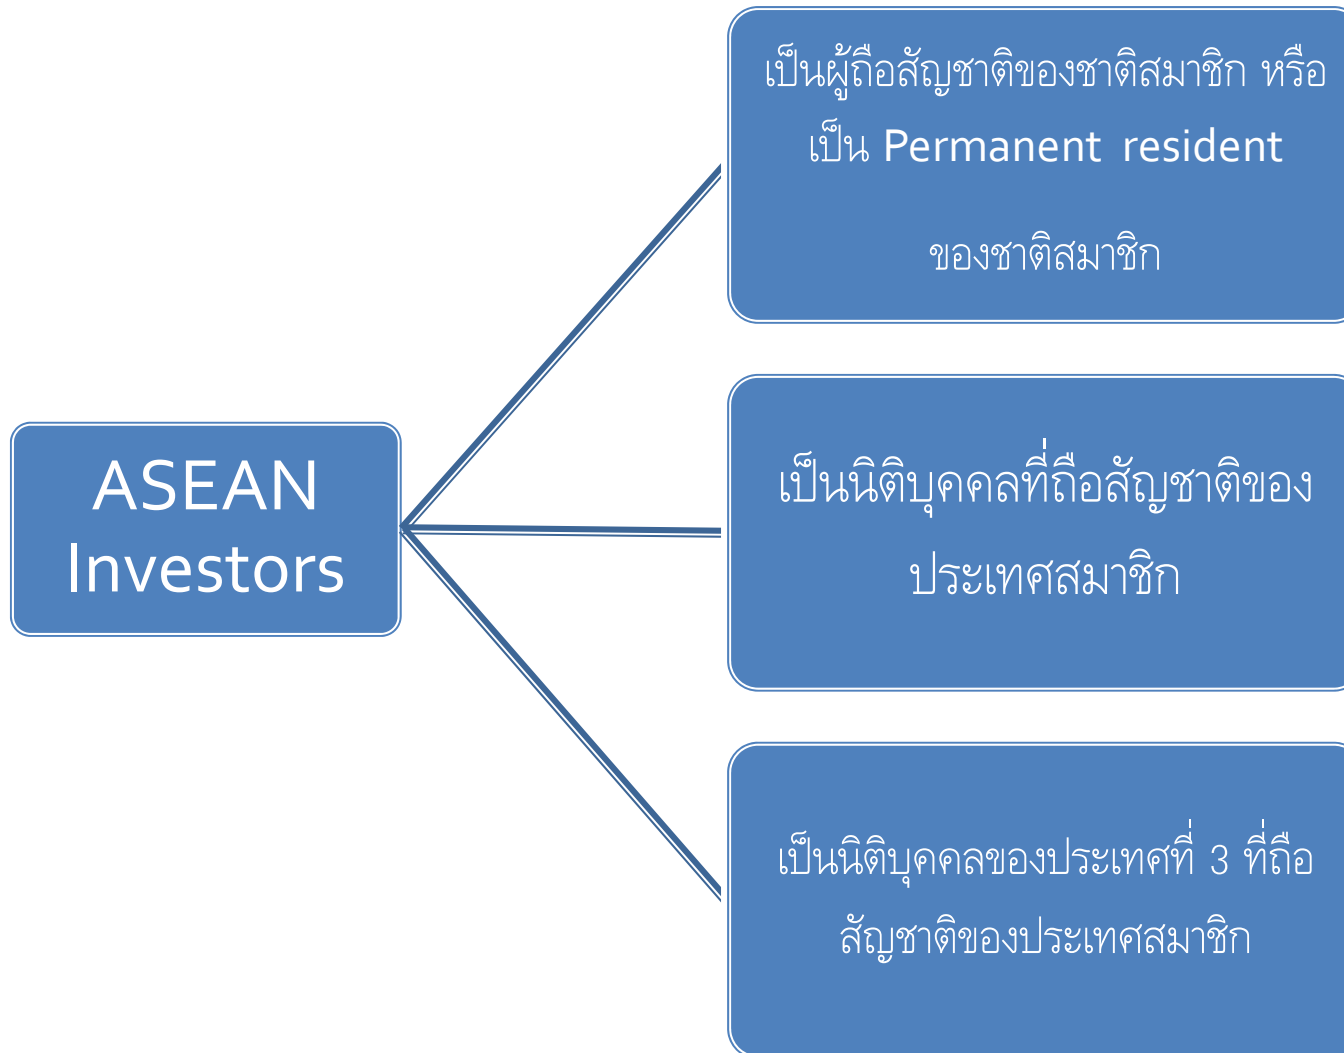 ASEAN
Investors
เป็นผู้ถือสัญชาติของชาติสมาชิก หรือ
เป็น Permanent resident
ของชาติสมาชิก
เป็นนิติบุคคลที่ถือสัญชาติของ
ประเทศสมาชิก
เป็นนิติบุคคลของประเทศที่ 3 ที่ถือ
สัญชาติของประเทศสมาชิก